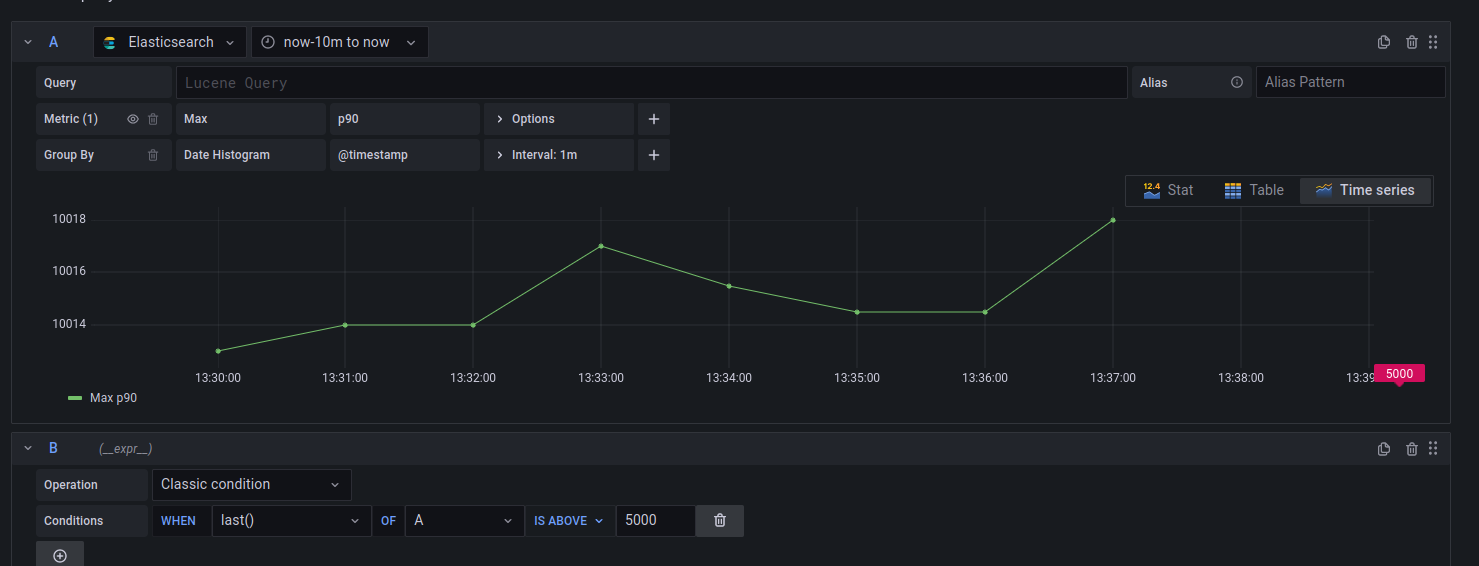 A Elasticsearch now-10m to now
Query Lucene Query Alias Alias Pattern
Metric (1) Max p90 Options
Group By Date Histogram @timestamp Interval: 1m
12.4 Stat Table Time series
10018
10016
10014
13:30:00 13:31:00 13:32:00 13:33:00 13:34:00 13:35:00 13:36:00 13:37:00 13:38:00 13:39
5000
Max p90
B (__expr__)
Operation Classic condition
Conditions WHEN last() OF A IS ABOVE 5000